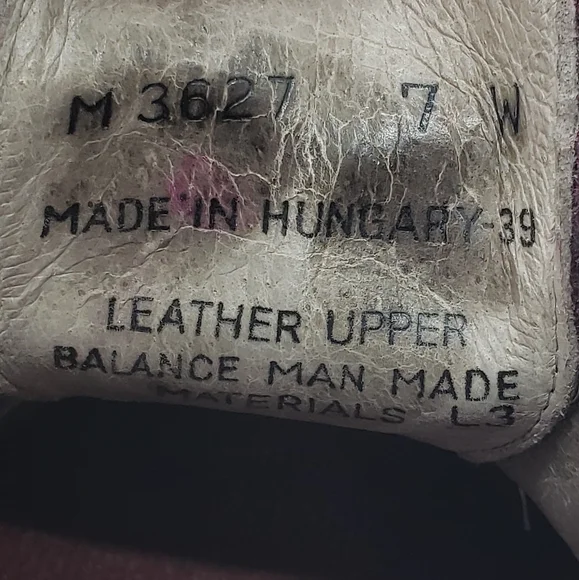 M 3627 7 W
MADE IN HUNGARY-39
LEATHER UPPER
BALANCE MAN MADE
MATERIALS L3